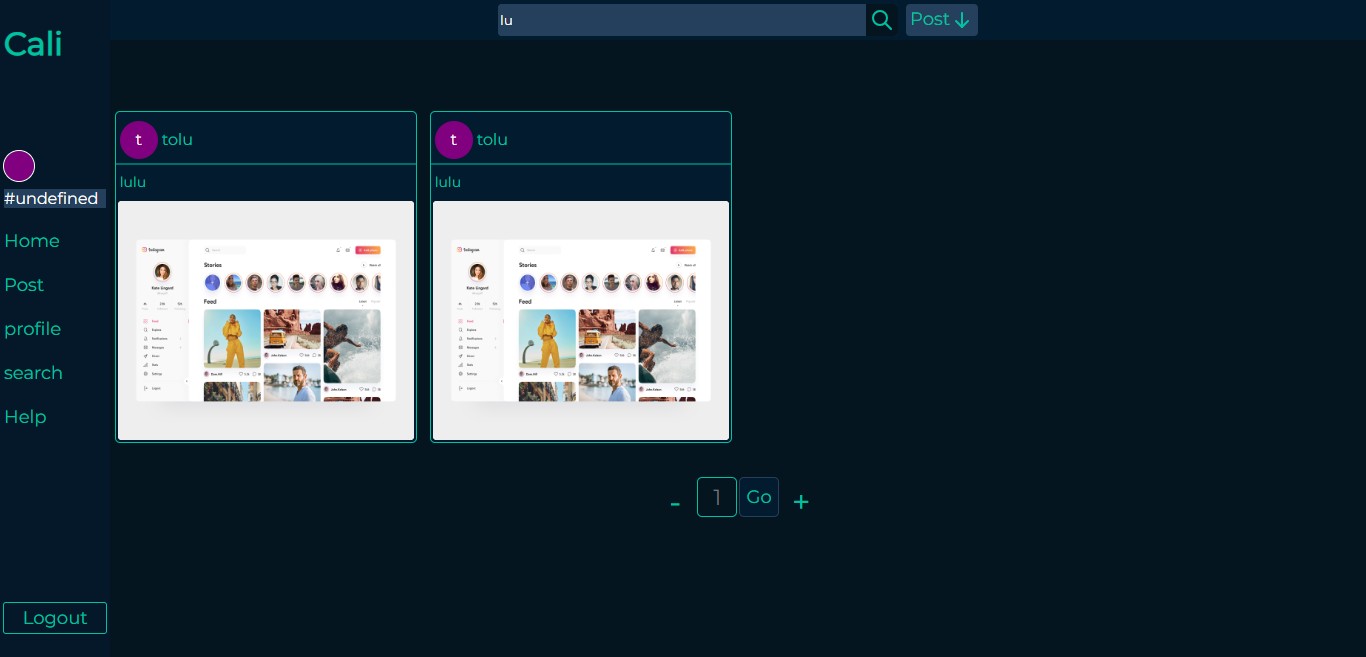 lu
Post
Cali
#undefined
Home
Post
profile
search
Help
Logout
t tolu
lulu
Stories
Feed
t tolu
lulu
Stories
Feed
- 1 Go +